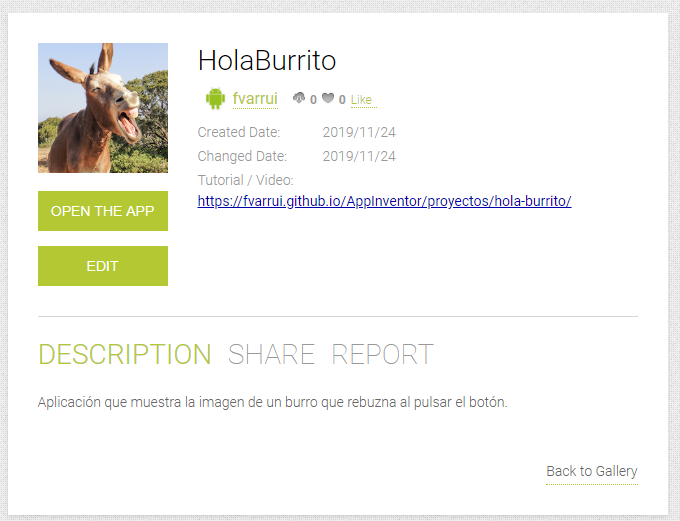 HolaBurrito
fvarrui 0 0 Like
Created Date: 2019/11/24
Changed Date: 2019/11/24
Tutorial / Video:
https://fvarrui.github.io/AppInventor/proyectos/hola-burrito/
OPEN THE APP
EDIT
DESCRIPTION SHARE REPORT
Aplicación que muestra la imagen de un burro que rebuzna al pulsar el botón.
Back to Gallery